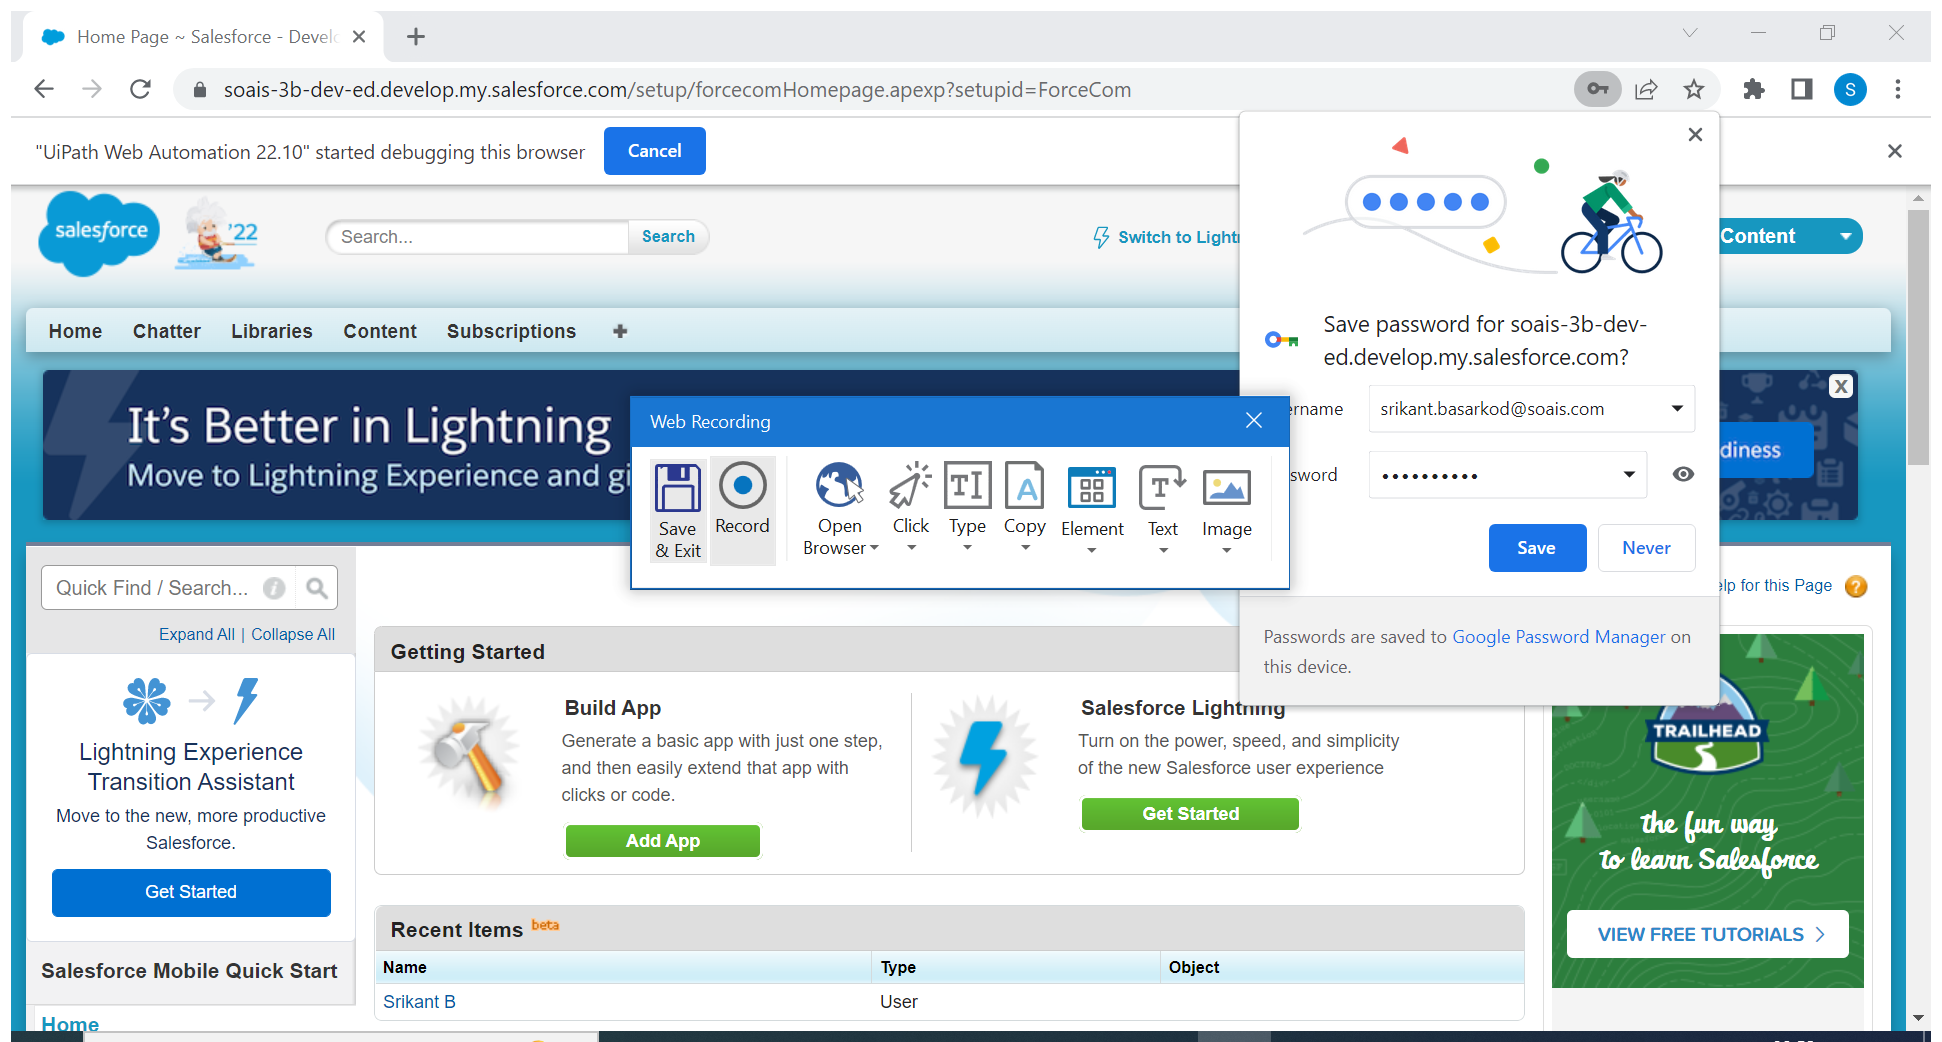 Home Page ~ Salesforce - Develo
soais-3b-dev-ed.develop.my.salesforce.com/setup/forcecomHomepage.apexp?setupid=ForceCom
S
"UiPath Web Automation 22.10" started debugging this browser
Cancel
salesforce
'22
Search...
Search
Switch to Lightn
Content
Home
Chatter
Libraries
Content
Subscriptions
It's Better in Lightning
Move to Lightning Experience and gi
diness
X
Save password for soais-3b-dev-
ed.develop.my.salesforce.com?
ername
srikant.basarkod@soais.com
sword
Save
Never
Passwords are saved to Google Password Manager on
this device.
Web Recording
Save
& Exit
Record
Open
Browser
Click
Type
Copy
Element
Text
Image
Quick Find / Search...
Expand All | Collapse All
Lightning Experience
Transition Assistant
Move to the new, more productive
Salesforce.
Get Started
Salesforce Mobile Quick Start
Home
elp for this Page
Getting Started
Build App
Generate a basic app with just one step,
and then easily extend that app with
clicks or code.
Add App
Salesforce Lightning
Turn on the power, speed, and simplicity
of the new Salesforce user experience
Get Started
Recent Items beta
Name
Type
Object
Srikant B
User
TRAILHEAD
the fun way
to learn Salesforce
VIEW FREE TUTORIALS